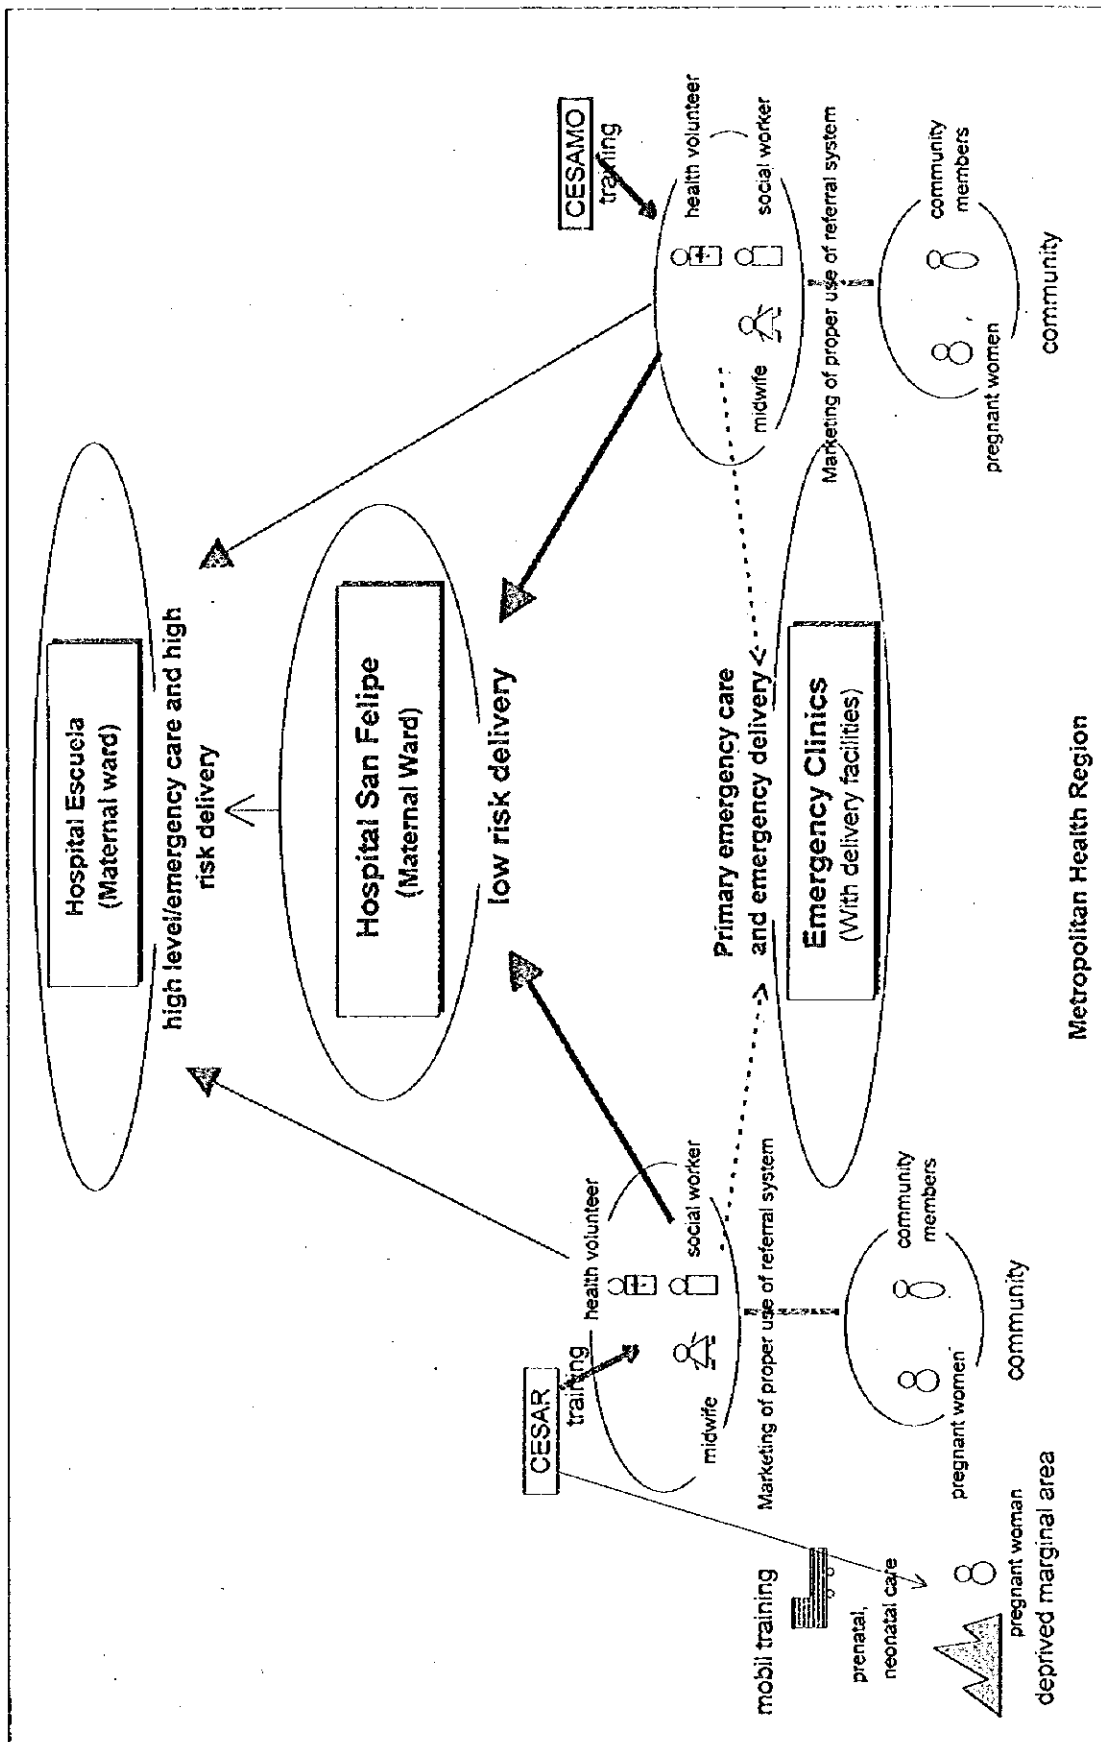 Hospital Escuela
(Maternal ward)
high level/emergency care and high
risk delivery
Hospital San Felipe
(Maternal Ward)
low risk delivery
CESAR
training
health volunteer
social worker
midwife
Marketing of proper use of referral system
CESAMO
training
health volunteer
social worker
midwife
Marketing of proper use of referral system
Primary emergency care
and emergency delivery
Emergency Clinics
(With delivery facilities)
mobil training
prenatal,
neonatal care
pregnant woman
deprived marginal area
pregnant women
community
members
community
pregnant women
community
members
community
Metropolitan Health Region